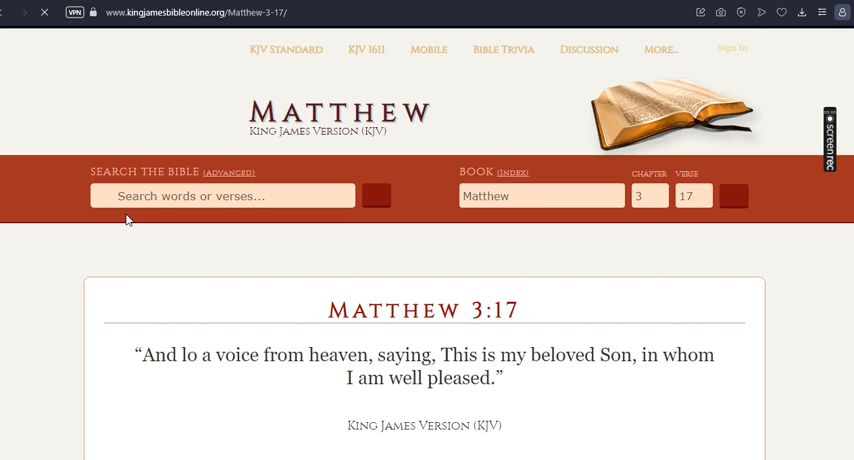 VPN www.kingjamesbibleonline.org/Matthew-3-17/
KJV Standard KJV 1611 Mobile Bible Trivia Discussion More... Sign In
Matthew
King James Version (KJV)
Search the Bible (Advanced) Book (Index) Chapter Verse
Search words or verses... Matthew 3 17
screenrec
Matthew 3:17
“And lo a voice from heaven, saying, This is my beloved Son, in whom
I am well pleased.”
King James Version (KJV)